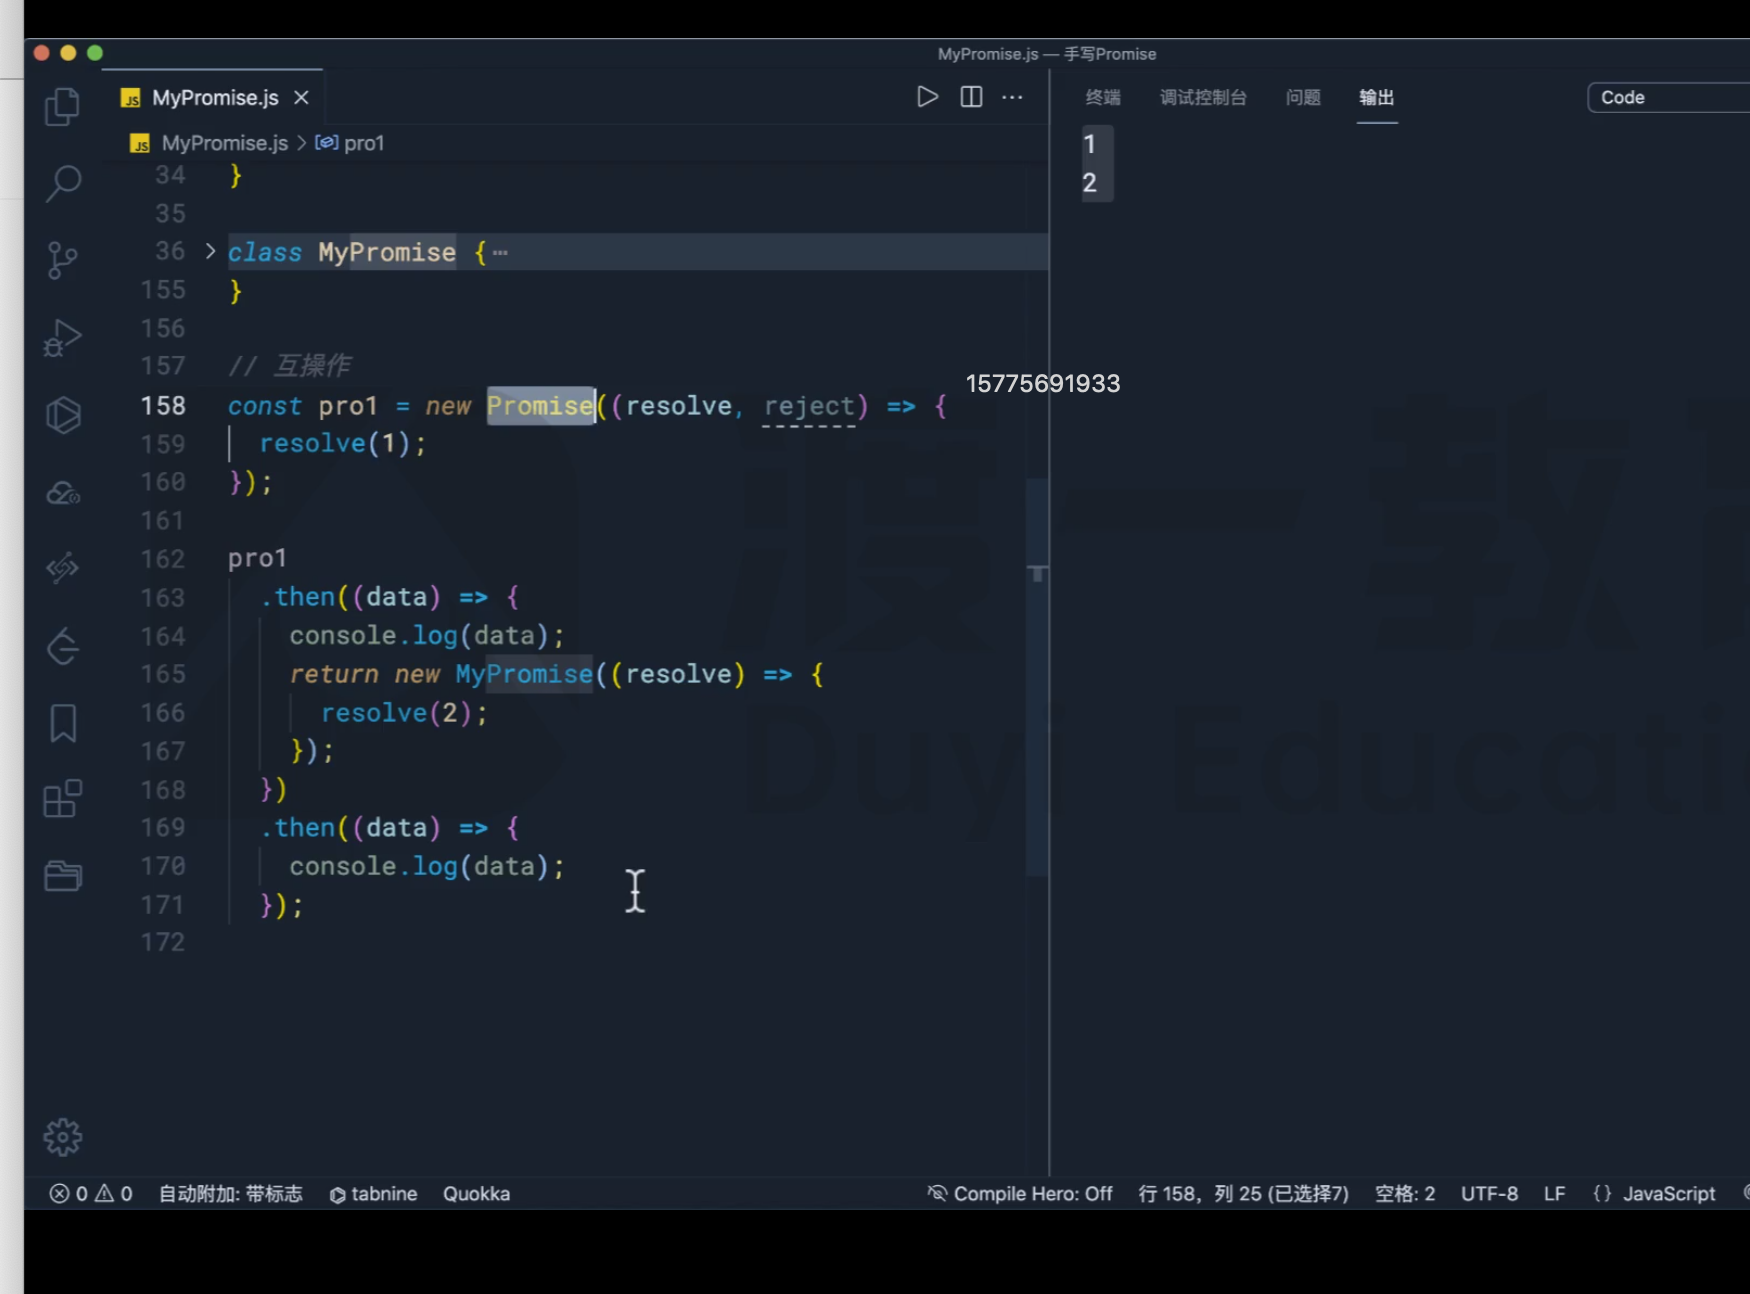 MyPromise.js — 手写Promise
MyPromise.js
终端 调试控制台 问题 输出 Code
MyPromise.js > pro1
1
2
34 }
35
36 > class MyPromise { ⋯
155 }
156
157 // 互操作
15775691933
158 const pro1 = new Promise((resolve, reject) => {
159 resolve(1);
160 });
161
162 pro1
163 .then((data) => {
164 console.log(data);
165 return new MyPromise((resolve) => {
166 resolve(2);
167 });
168 })
169 .then((data) => {
170 console.log(data);
171 });
172
渡一教
Duyi Educati
0 0 自动附加: 带标志 tabnine Quokka Compile Hero: Off 行 158，列 25 (已选择7) 空格: 2 UTF-8 LF {} JavaScript